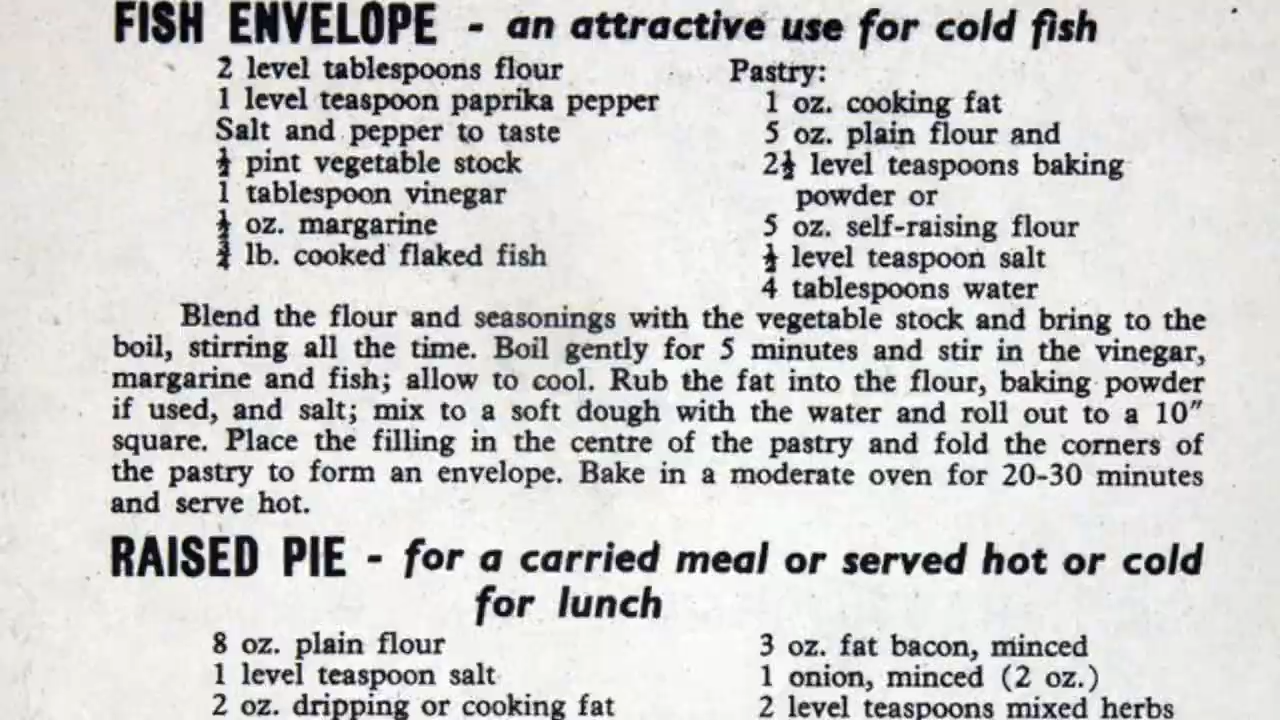 FISH ENVELOPE - an attractive use for cold fish
2 level tablespoons flour
1 level teaspoon paprika pepper
Salt and pepper to taste
½ pint vegetable stock
1 tablespoon vinegar
½ oz. margarine
¾ lb. cooked flaked fish
Pastry:
1 oz. cooking fat
5 oz. plain flour and
2½ level teaspoons baking
powder or
5 oz. self-raising flour
½ level teaspoon salt
4 tablespoons water
Blend the flour and seasonings with the vegetable stock and bring to the
boil, stirring all the time. Boil gently for 5 minutes and stir in the vinegar,
margarine and fish; allow to cool. Rub the fat into the flour, baking powder
if used, and salt; mix to a soft dough with the water and roll out to a 10″
square. Place the filling in the centre of the pastry and fold the corners of
the pastry to form an envelope. Bake in a moderate oven for 20-30 minutes
and serve hot.
RAISED PIE - for a carried meal or served hot or cold
for lunch
8 oz. plain flour
1 level teaspoon salt
2 oz. dripping or cooking fat
3 oz. fat bacon, minced
1 onion, minced (2 oz.)
2 level teaspoons mixed herbs